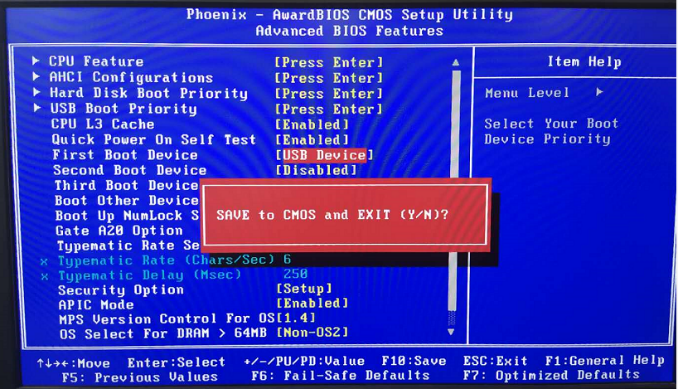 Phoenix - AwardBIOS CMOS Setup Utility
Advanced BIOS Features
▶ CPU Feature [Press Enter]
▶ AHCI Configurations [Press Enter]
▶ Hard Disk Boot Priority [Press Enter]
▶ USB Boot Priority [Press Enter]
CPU L3 Cache [Enabled]
Quick Power On Self Test [Enabled]
First Boot Device [USB Device]
Second Boot Device [Disabled]
Third Boot Device
Boot Other Device
Boot Up NumLock S
Gate A20 Option
Typematic Rate Se
x Typematic Rate (Chars/Sec) 6
x Typematic Delay (Msec) 250
Security Option [Setup]
APIC Mode [Enabled]
MPS Version Control For OS[1.4]
OS Select For DRAM > 64MB [Non-OS2]
SAVE to CMOS and EXIT (Y/N)?
Item Help
Menu Level ▶
Select Your Boot
Device Priority
↑↓→←:Move Enter:Select +/-/PU/PD:Value F10:Save ESC:Exit F1:General Help
F5: Previous Values F6: Fail-Safe Defaults F7: Optimized Defaults